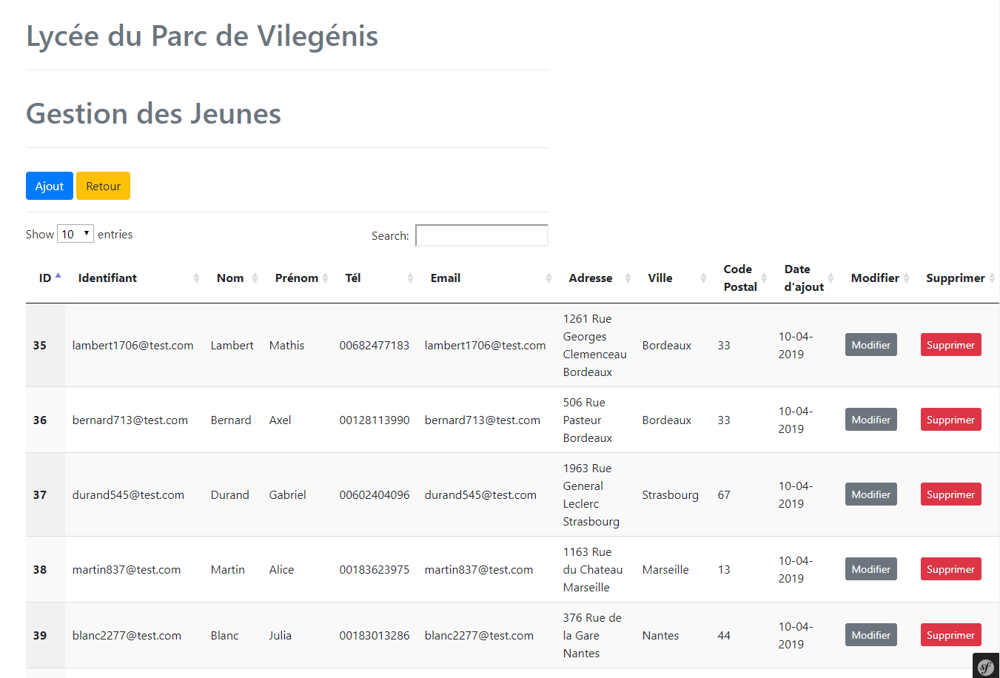 Lycée du Parc de Vilegénis
Gestion des Jeunes
Ajout Retour
Show 10 entries Search:
ID Identifiant Nom Prénom Tél Email Adresse Ville Code Postal Date d'ajout Modifier Supprimer
35 lambert1706@test.com Lambert Mathis 00682477183 lambert1706@test.com 1261 Rue Georges Clemenceau Bordeaux Bordeaux 33 10-04-2019 Modifier Supprimer
36 bernard713@test.com Bernard Axel 00128113990 bernard713@test.com 506 Rue Pasteur Bordeaux Bordeaux 33 10-04-2019 Modifier Supprimer
37 durand545@test.com Durand Gabriel 00602404096 durand545@test.com 1963 Rue General Leclerc Strasbourg Strasbourg 67 10-04-2019 Modifier Supprimer
38 martin837@test.com Martin Alice 00183623975 martin837@test.com 1163 Rue du Chateau Marseille Marseille 13 10-04-2019 Modifier Supprimer
39 blanc2277@test.com Blanc Julia 00183013286 blanc2277@test.com 376 Rue de la Gare Nantes Nantes 44 10-04-2019 Modifier Supprimer
sf